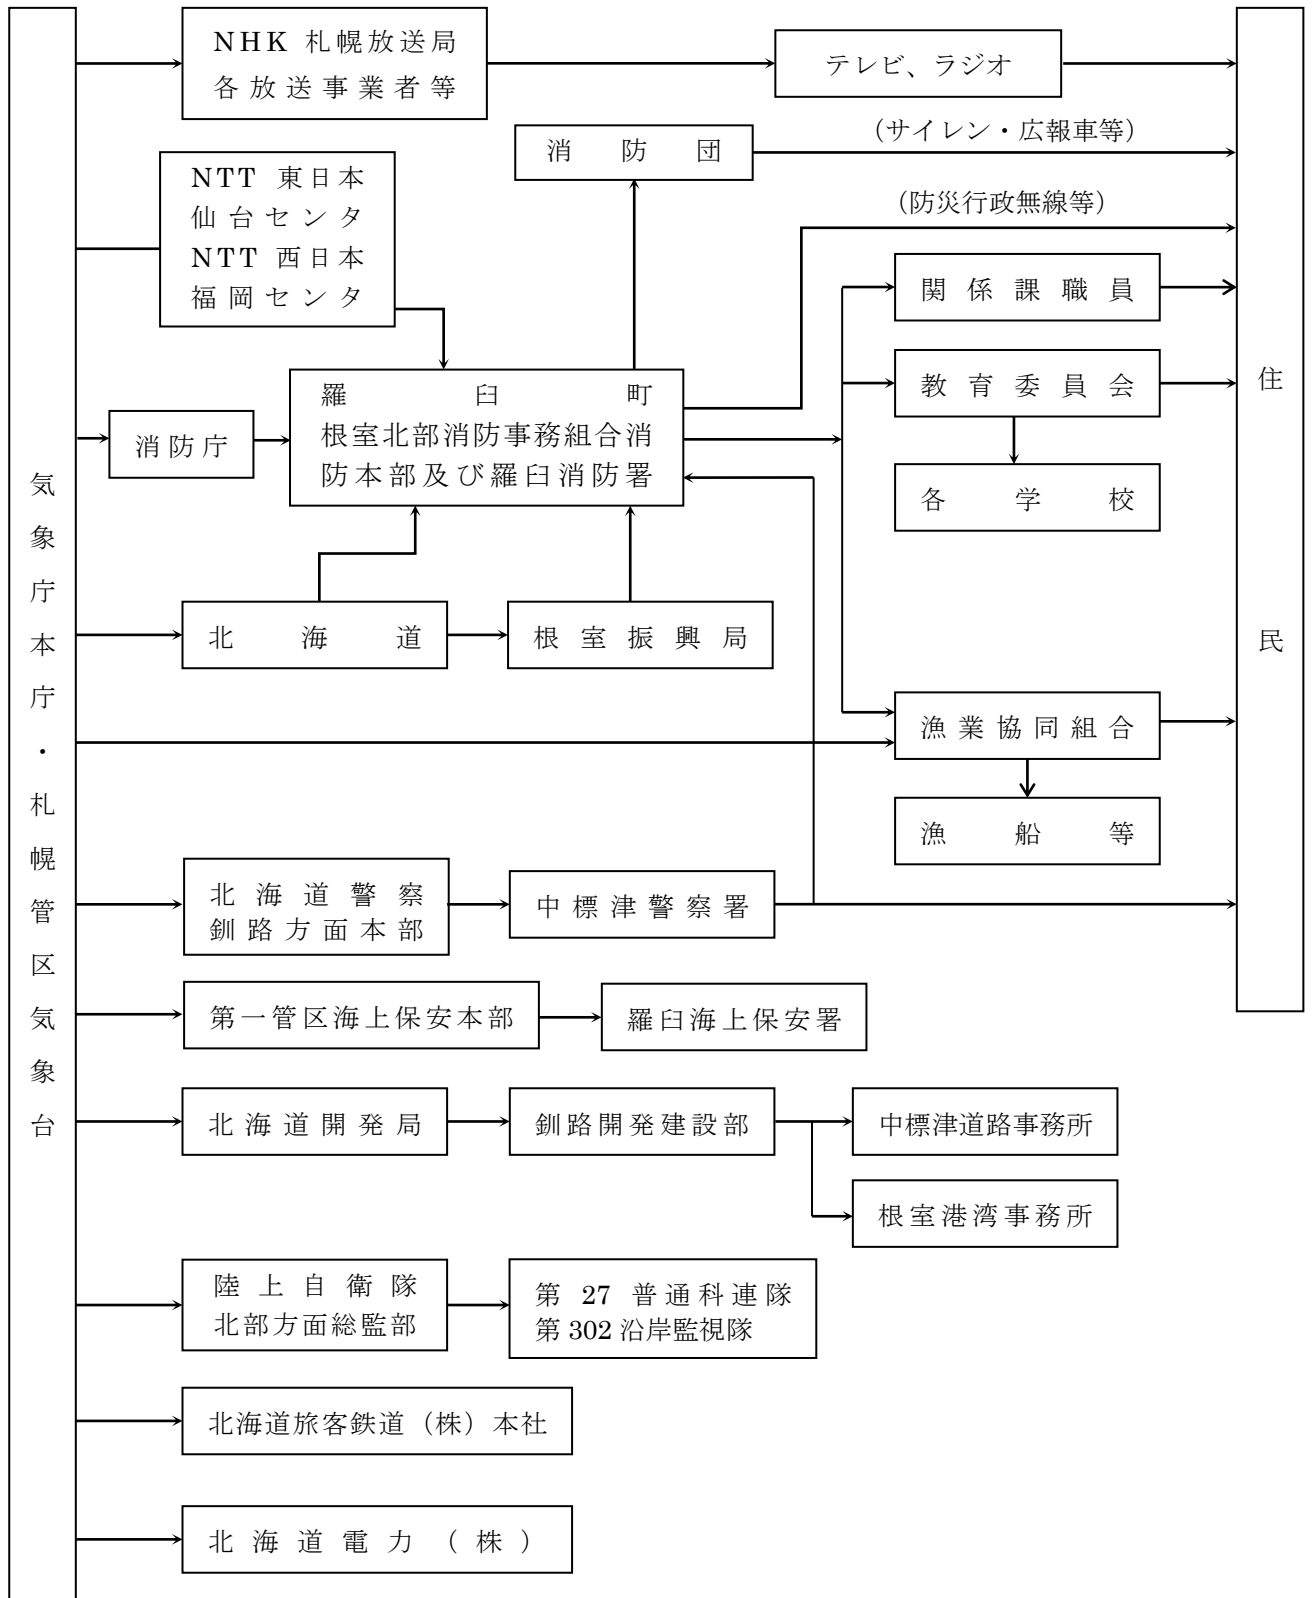 気象庁本庁・札幌管区気象台
NHK 札幌放送局
各放送事業者等
テレビ、ラジオ
消防団
(サイレン・広報車等)
NTT 東日本
仙台センタ
NTT 西日本
福岡センタ
(防災行政無線等)
関係課職員
教育委員会
各学校
羅臼町
根室北部消防事務組合消
防本部及び羅臼消防署
消防庁
北海道
根室振興局
漁業協同組合
漁船等
北海道警察
釧路方面本部
中標津警察署
第一管区海上保安本部
羅臼海上保安署
北海道開発局
釧路開発建設部
中標津道路事務所
根室港湾事務所
陸上自衛隊
北部方面総監部
第 27 普通科連隊
第 302 沿岸監視隊
北海道旅客鉄道（株）本社
北海道電力（株）
住民